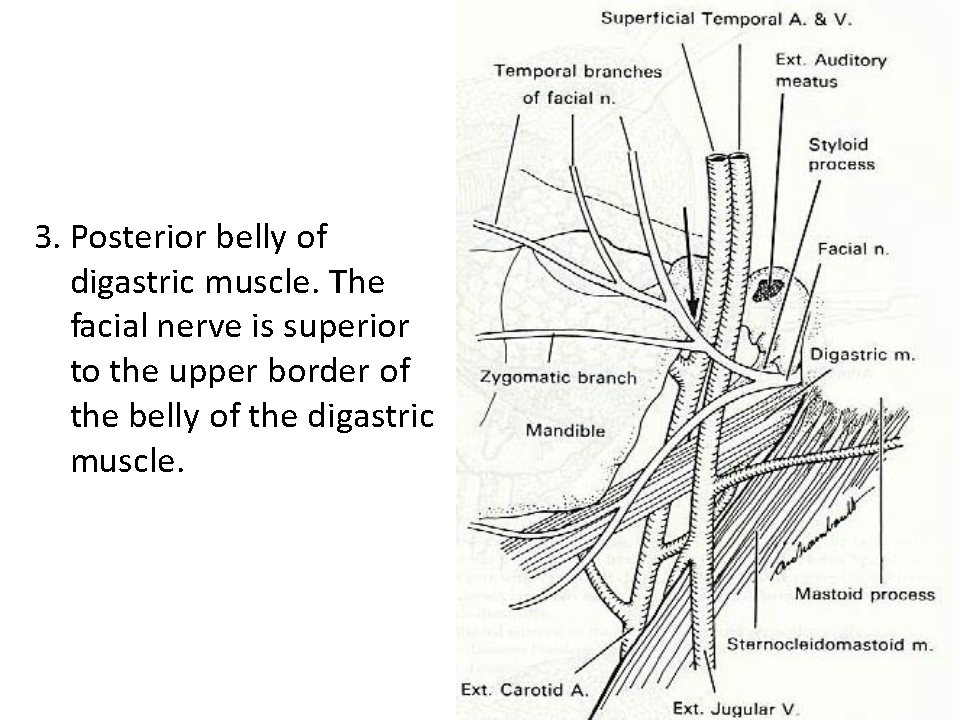 3. Posterior belly of
digastric muscle. The
facial nerve is superior
to the upper border of
the belly of the digastric
muscle.
Superficial Temporal A. & V.
Temporal branches
of facial n.
Ext. Auditory
meatus
Styloid
process
Facial n.
Digastric m.
Zygomatic branch
Mandible
Mastoid process
Sternocleidomastoid m.
Ext. Carotid A.
Ext. Jugular V.